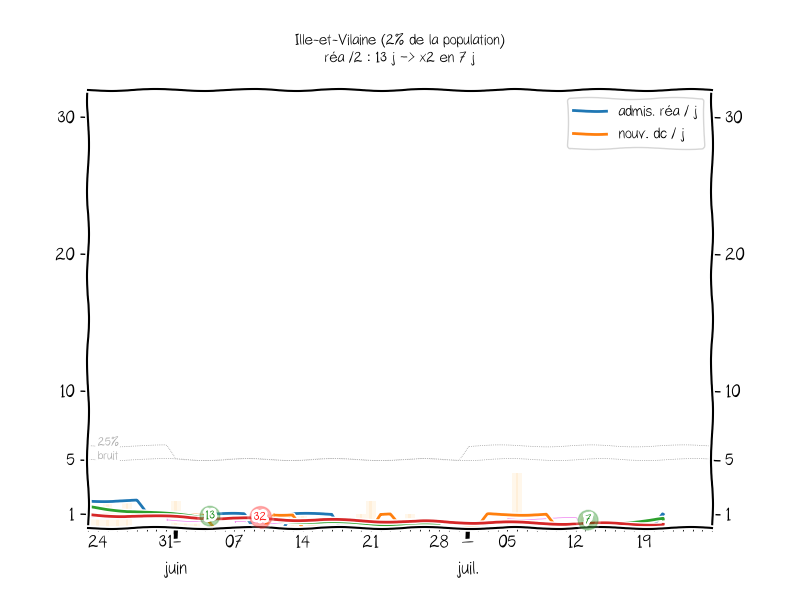 Ille-et-Vilaine (2% de la population)
réa /2 : 13 j -> x2 en 7 j
admis. réa / j
nouv. dc / j
30 30
20 20
10 10
25%
bruit
5 5
1 1
13 32 7
24 31 07 14 21 28 05 12 19
juin juil.